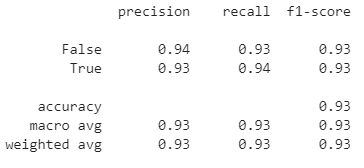 precision recall f1-score
False 0.94 0.93 0.93
True 0.93 0.94 0.93
accuracy 0.93
macro avg 0.93 0.93 0.93
weighted avg 0.93 0.93 0.93